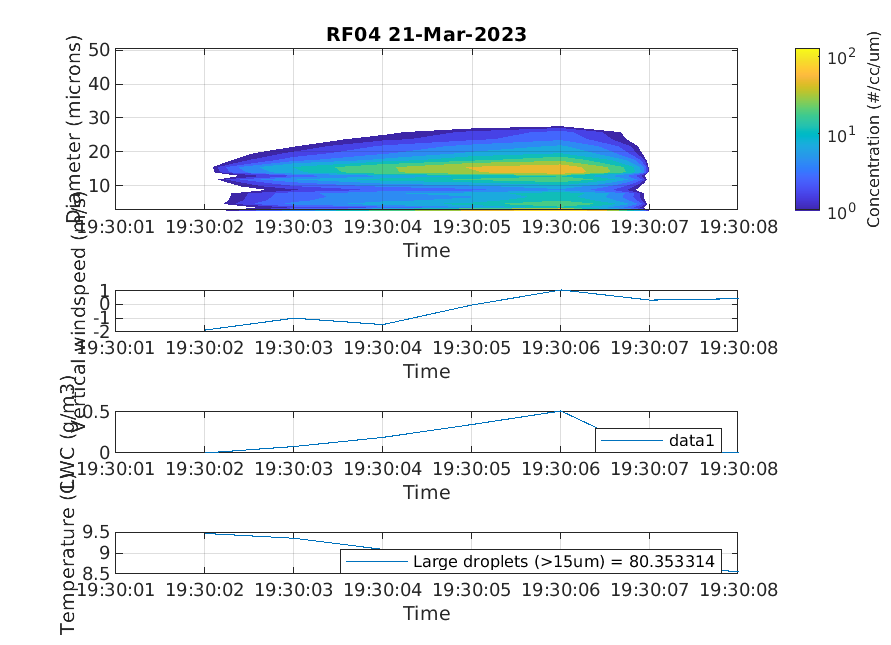 RF04 21-Mar-2023
Diameter (microns)
50
40
30
20
10
19:30:01 19:30:02 19:30:03 19:30:04 19:30:05 19:30:06 19:30:07 19:30:08
Time
10^2
10^1
10^0
Concentration (#/cc/um)
Vertical windspeed (m/s)
1
0
-1
-2
19:30:01 19:30:02 19:30:03 19:30:04 19:30:05 19:30:06 19:30:07 19:30:08
Time
LWC (g/m3)
0.5
0
data1
19:30:01 19:30:02 19:30:03 19:30:04 19:30:05 19:30:06 19:30:07 19:30:08
Time
Temperature (C)
9.5
9
8.5
Large droplets (>15um) = 80.353314
19:30:01 19:30:02 19:30:03 19:30:04 19:30:05 19:30:06 19:30:07 19:30:08
Time